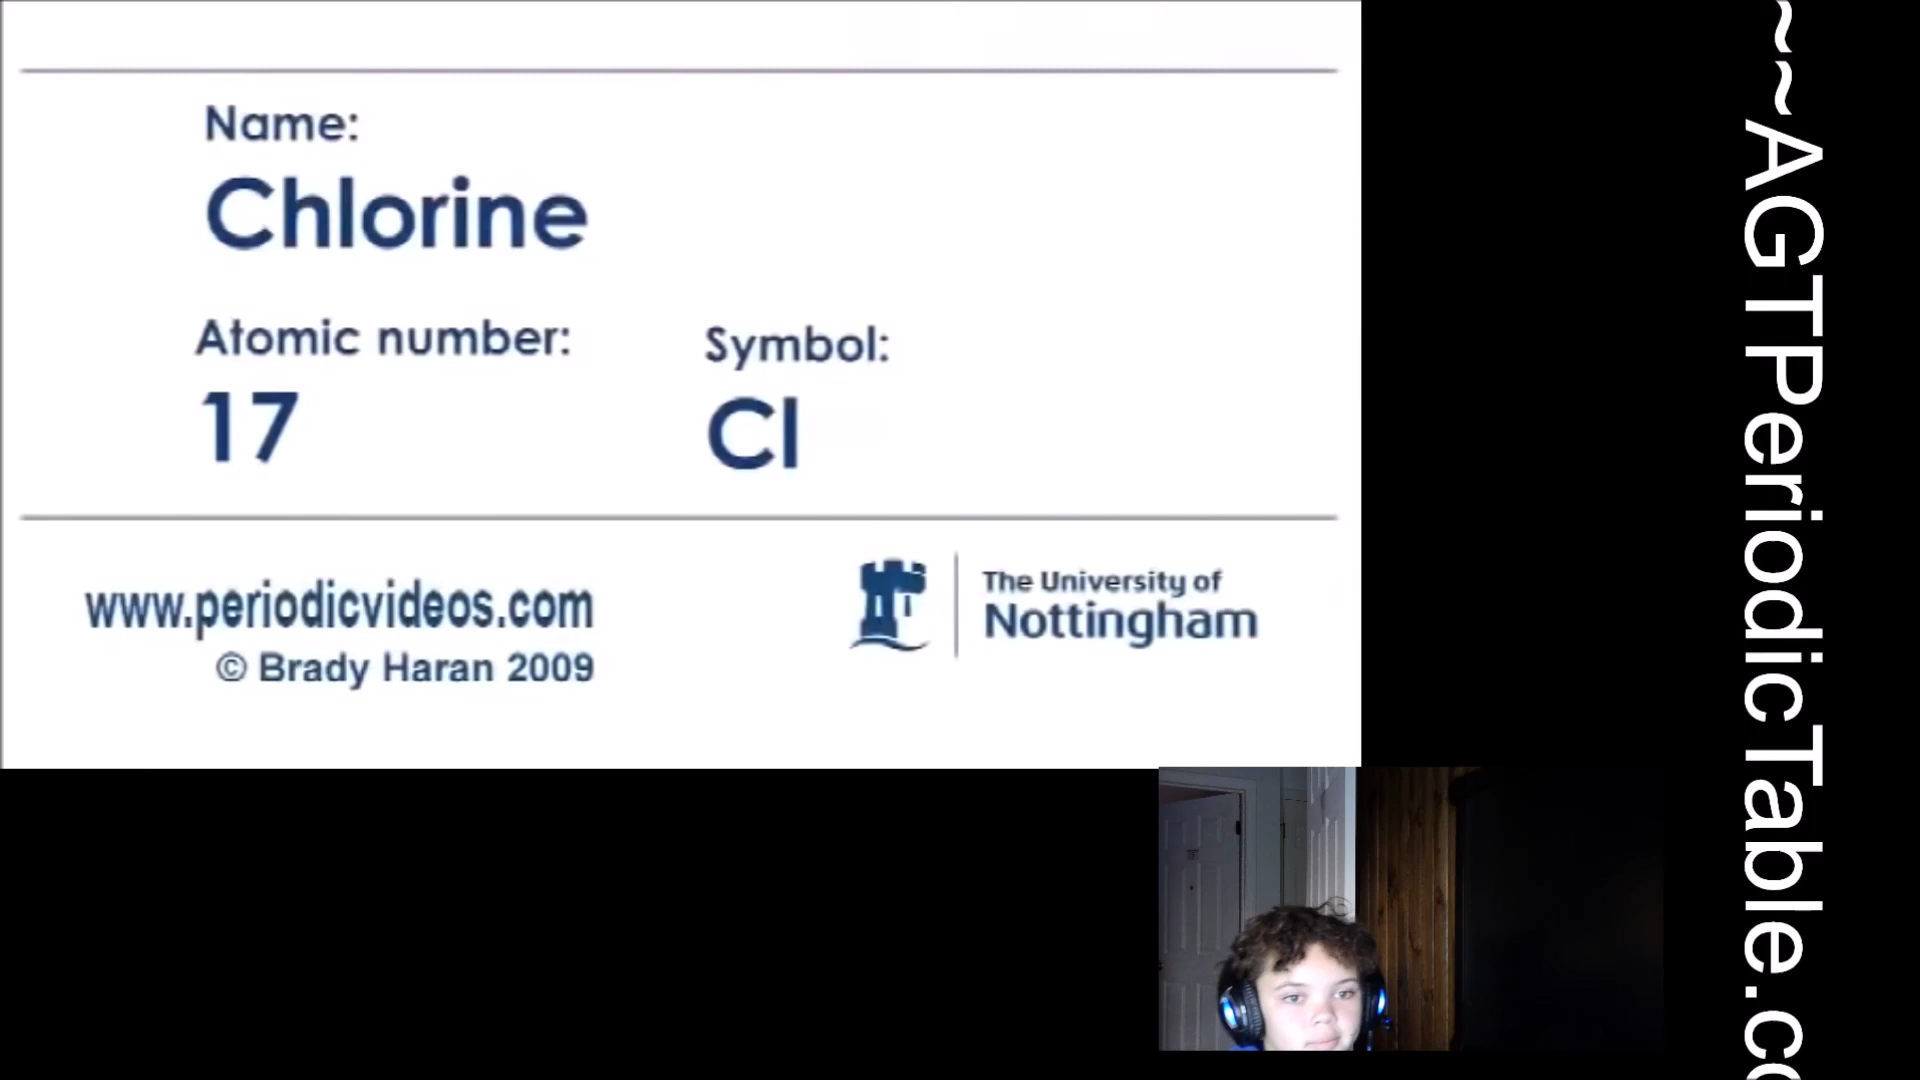 Name:
Chlorine
Atomic number:
17
Symbol:
Cl
www.periodicvideos.com
© Brady Haran 2009
The University of
Nottingham
~~AGTPeriodicTable.co